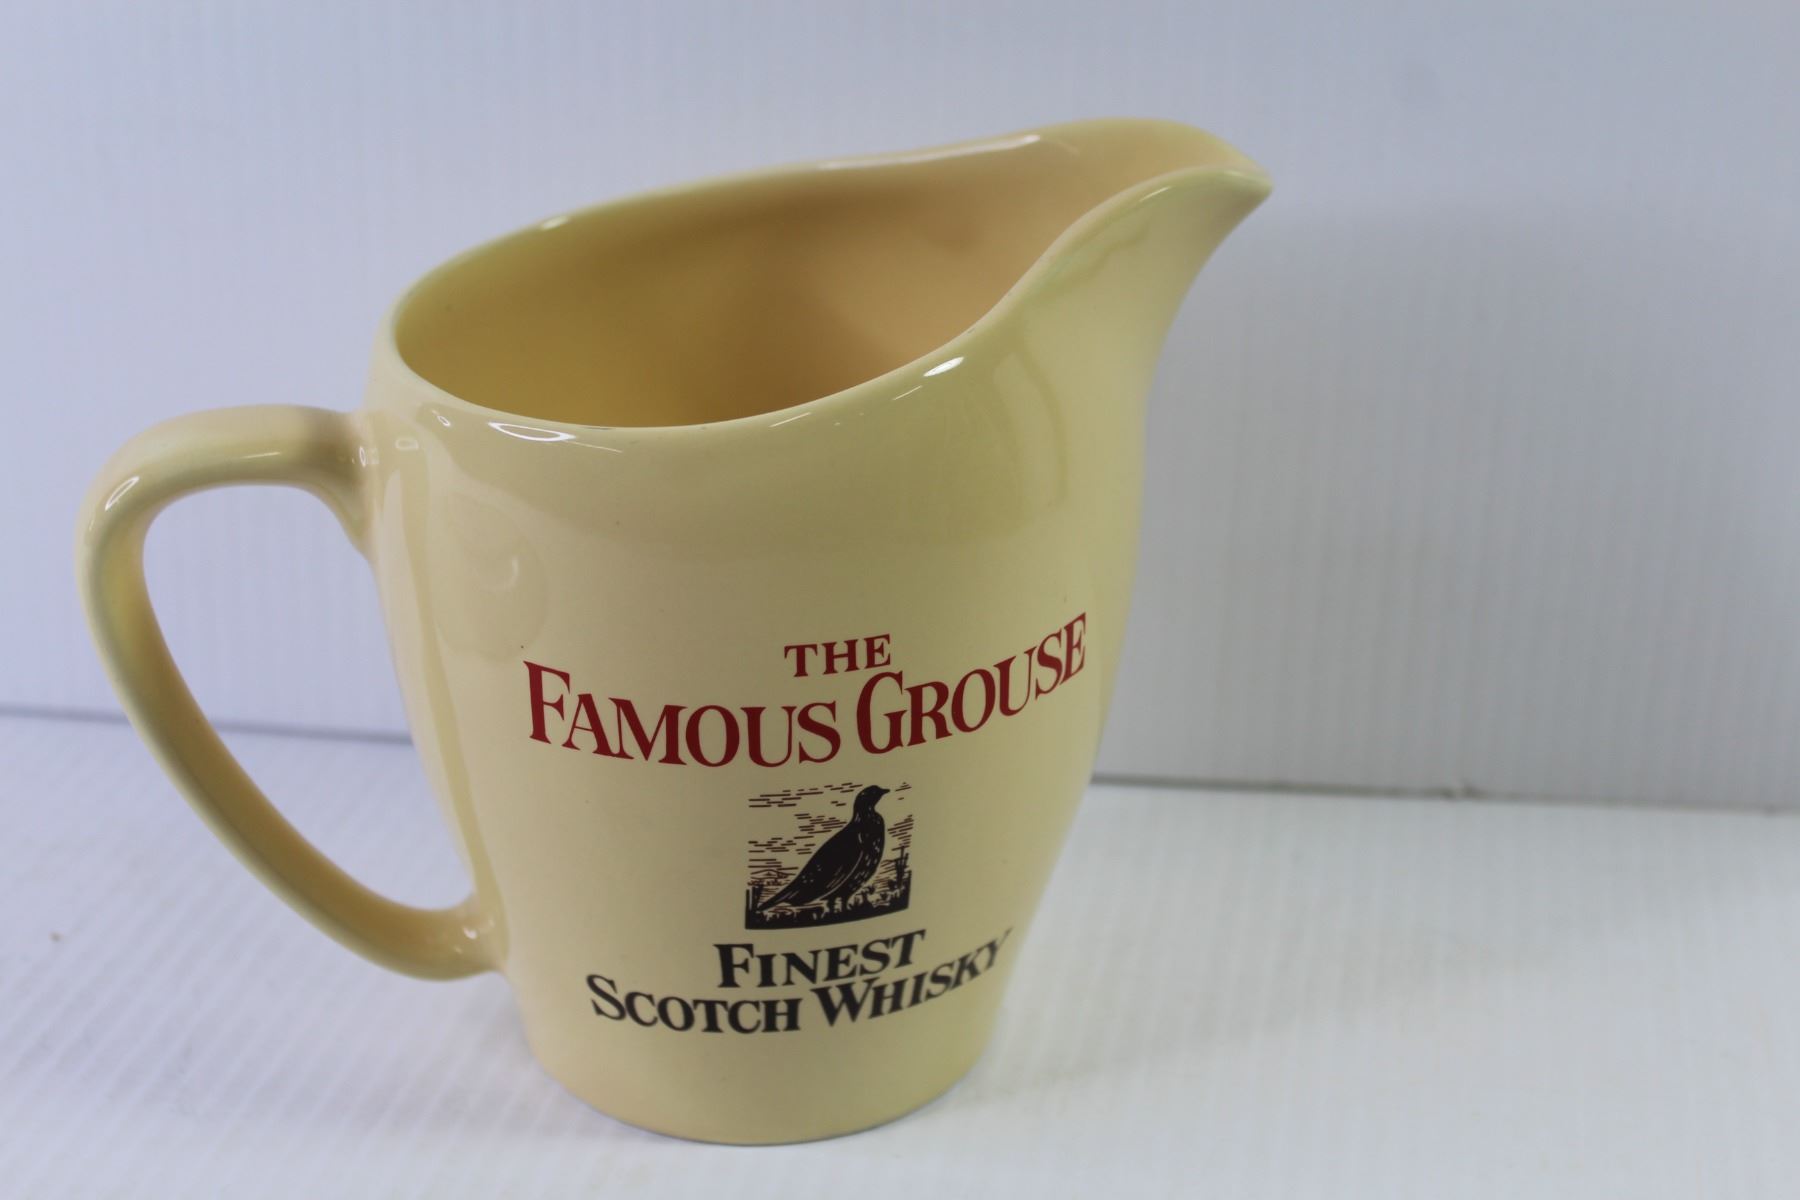 THE
FAMOUS GROUSE
FINEST
SCOTCH WHISKY